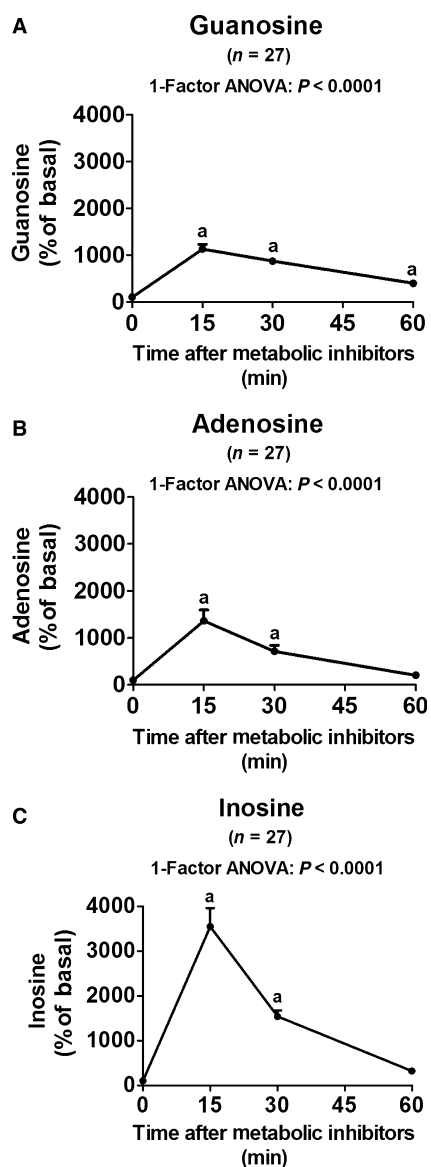 A
Guanosine
(n = 27)
1-Factor ANOVA: P < 0.0001
Guanosine
(% of basal)
4000
3000
2000
1000
0
a
a
a
0 15 30 45 60
Time after metabolic inhibitors
(min)
B
Adenosine
(n = 27)
1-Factor ANOVA: P < 0.0001
Adenosine
(% of basal)
4000
3000
2000
1000
0
a
a
0 15 30 45 60
Time after metabolic inhibitors
(min)
C
Inosine
(n = 27)
1-Factor ANOVA: P < 0.0001
Inosine
(% of basal)
4000
3000
2000
1000
0
a
a
0 15 30 45 60
Time after metabolic inhibitors
(min)